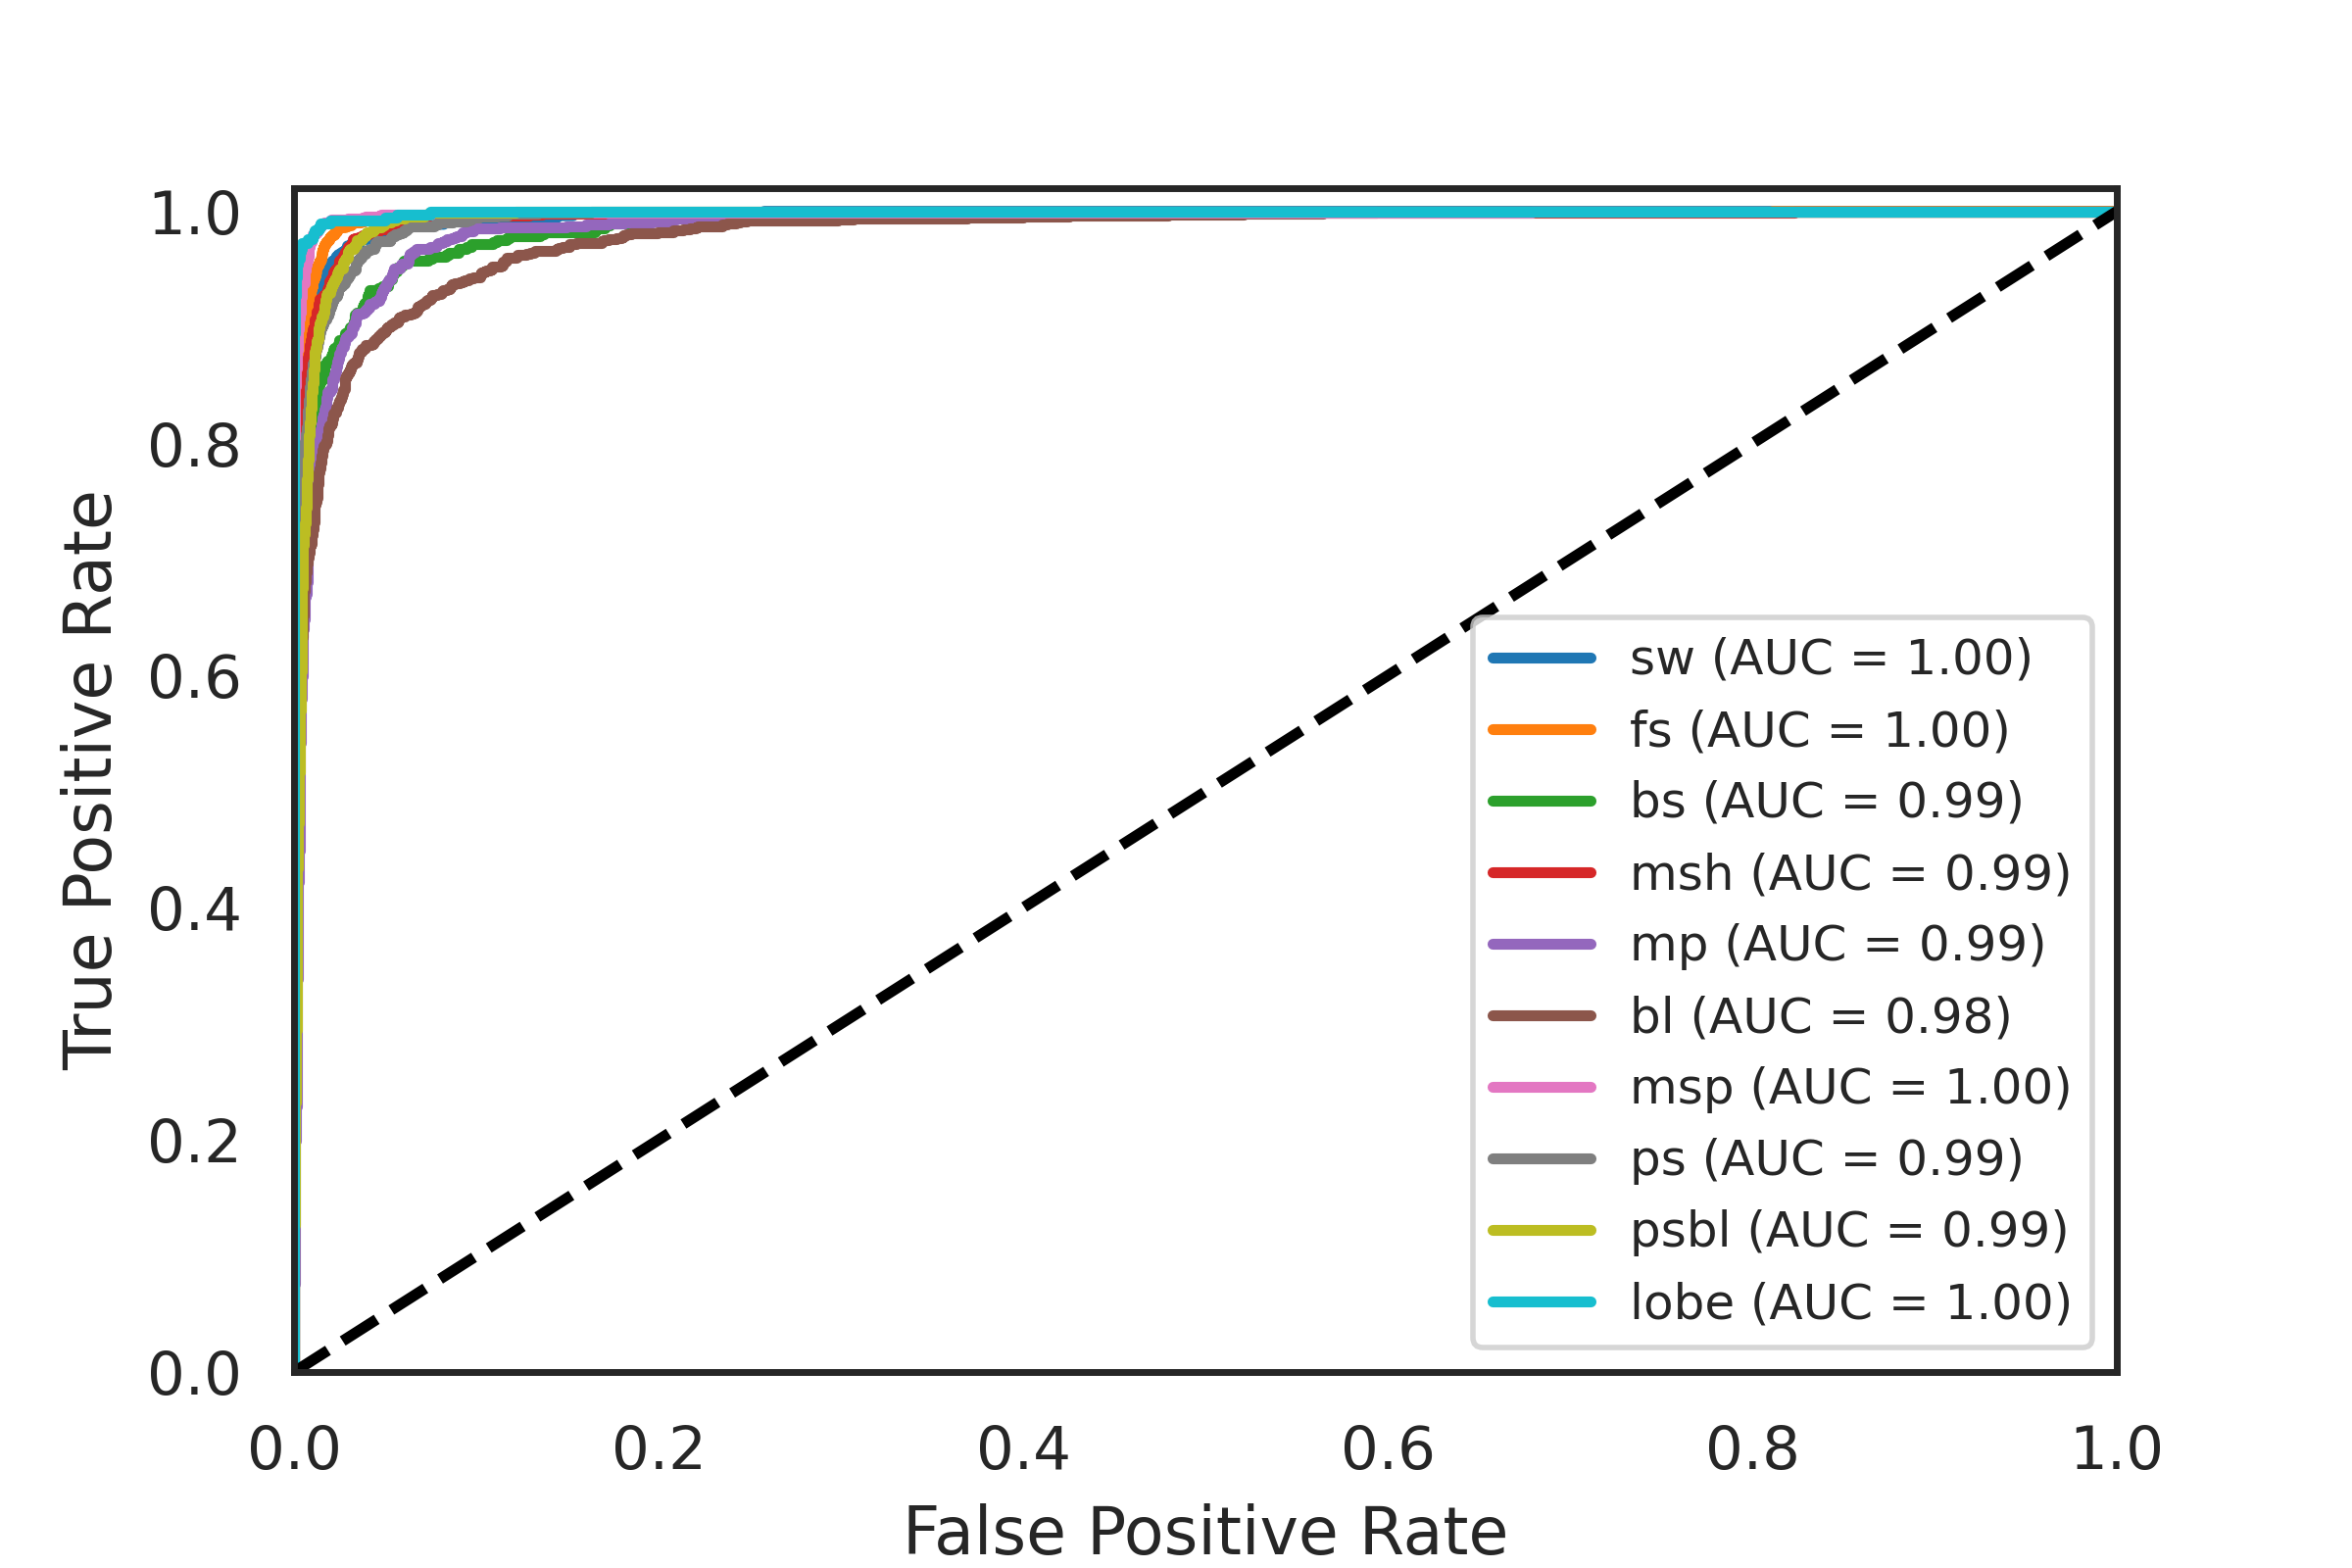 1.0
0.8
0.6
0.4
0.2
0.0
True Positive Rate
sw (AUC = 1.00)
fs (AUC = 1.00)
bs (AUC = 0.99)
msh (AUC = 0.99)
mp (AUC = 0.99)
bl (AUC = 0.98)
msp (AUC = 1.00)
ps (AUC = 0.99)
psbl (AUC = 0.99)
lobe (AUC = 1.00)
0.0 0.2 0.4 0.6 0.8 1.0
False Positive Rate